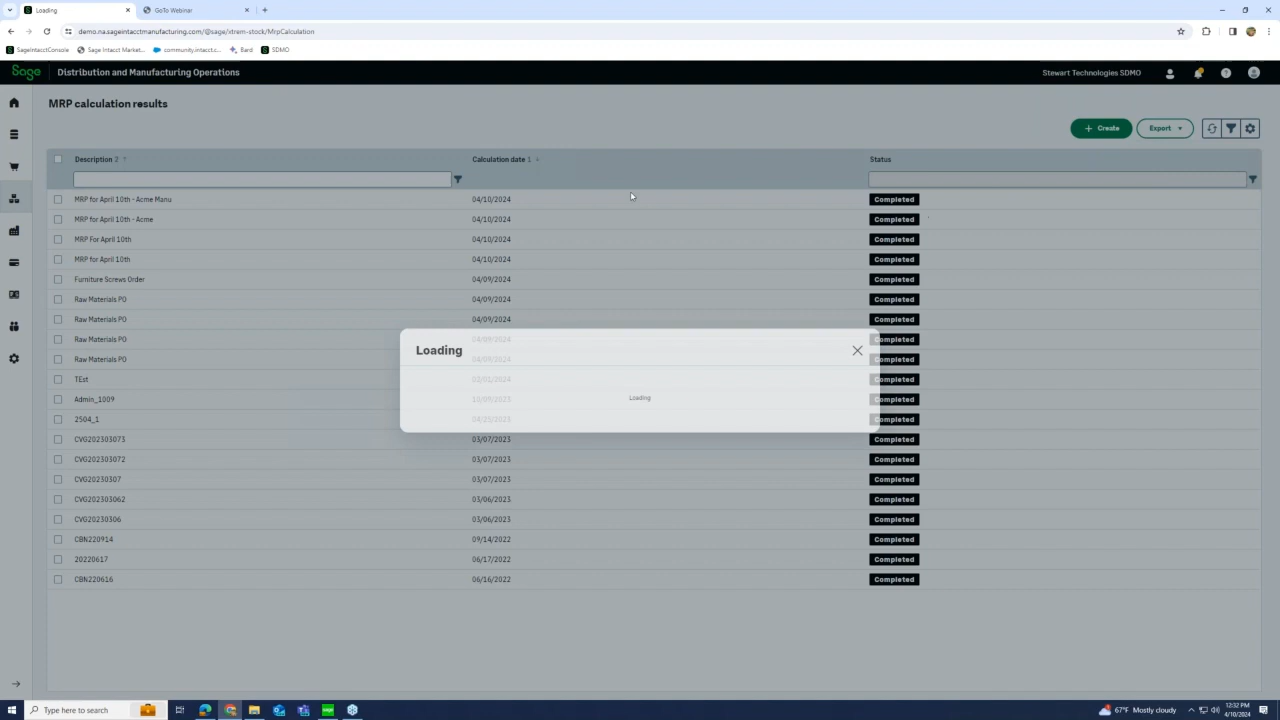 Loading
GoTo Webinar
demo.na.sageintacctmanufacturing.com/@sage/xtrem-stock/MrpCalculation
SageIntacctConsole
Sage Intacct Market...
community.intacct.c...
Bard
SDMO
Sage
Distribution and Manufacturing Operations
Stewart Technologies SDMO
MRP calculation results
Create
Export
Description 2
Calculation date 1
Status
MRP for April 10th - Acme Manu 04/10/2024 Completed
MRP for April 10th - Acme 04/10/2024 Completed
MRP For April 10th 04/10/2024 Completed
MRP for April 10th 04/10/2024 Completed
Furniture Screws Order 04/09/2024 Completed
Raw Materials PO 04/09/2024 Completed
Raw Materials PO 04/09/2024 Completed
Raw Materials PO 04/09/2024 Completed
Loading
Raw Materials PO 04/09/2024 Completed
TEst Completed
Loading
Admin_1009 Completed
2504_1 Completed
CVG202303073 03/07/2023 Completed
CVG202303072 03/07/2023 Completed
CVG20230307 03/07/2023 Completed
CVG202303062 03/06/2023 Completed
CVG20230306 03/06/2023 Completed
CBN220914 09/14/2022 Completed
20220617 06/17/2022 Completed
CBN220616 06/16/2022 Completed
Type here to search
67°F Mostly cloudy
12:32 PM
4/10/2024